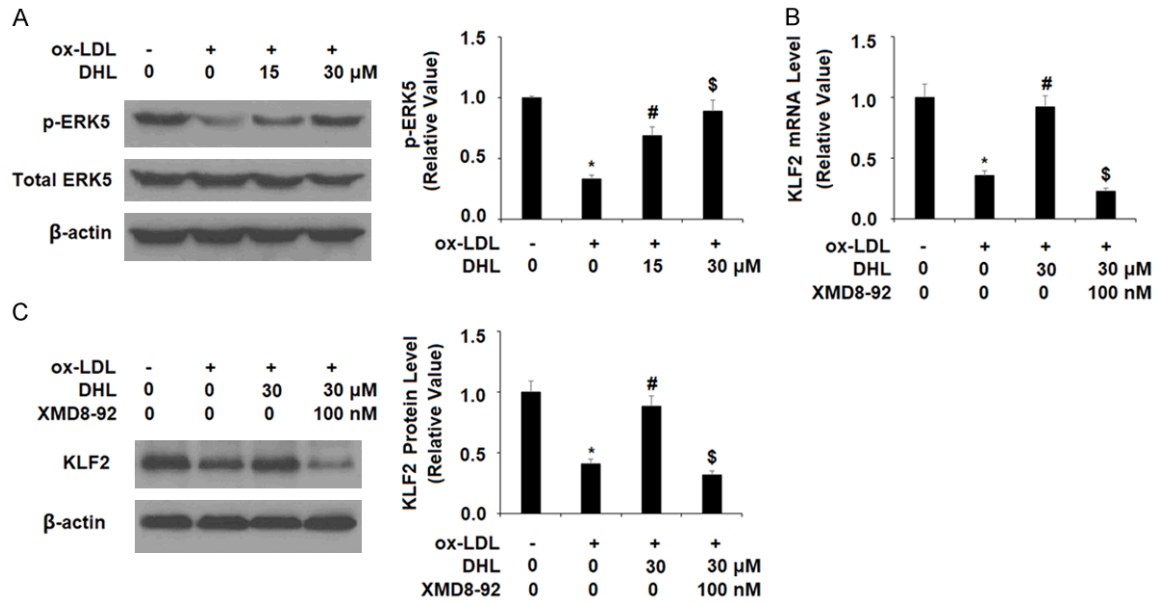 A
ox-LDL - + + +
DHL 0 0 15 30 µM
p-ERK5
Total ERK5
β-actin
p-ERK5
(Relative Value)
1.5
1.0
0.5
0.0
* # $
ox-LDL - + + +
DHL 0 0 15 30 µM
B
KLF2 mRNA Level
(Relative Value)
1.5
1.0
0.5
0.0
* # $
ox-LDL - + + +
DHL 0 0 30 30 µM
XMD8-92 0 0 0 100 nM
C
ox-LDL - + + +
DHL 0 0 30 30 µM
XMD8-92 0 0 0 100 nM
KLF2
β-actin
KLF2 Protein Level
(Relative Value)
1.5
1.0
0.5
0.0
* # $
ox-LDL - + + +
DHL 0 0 30 30 µM
XMD8-92 0 0 0 100 nM